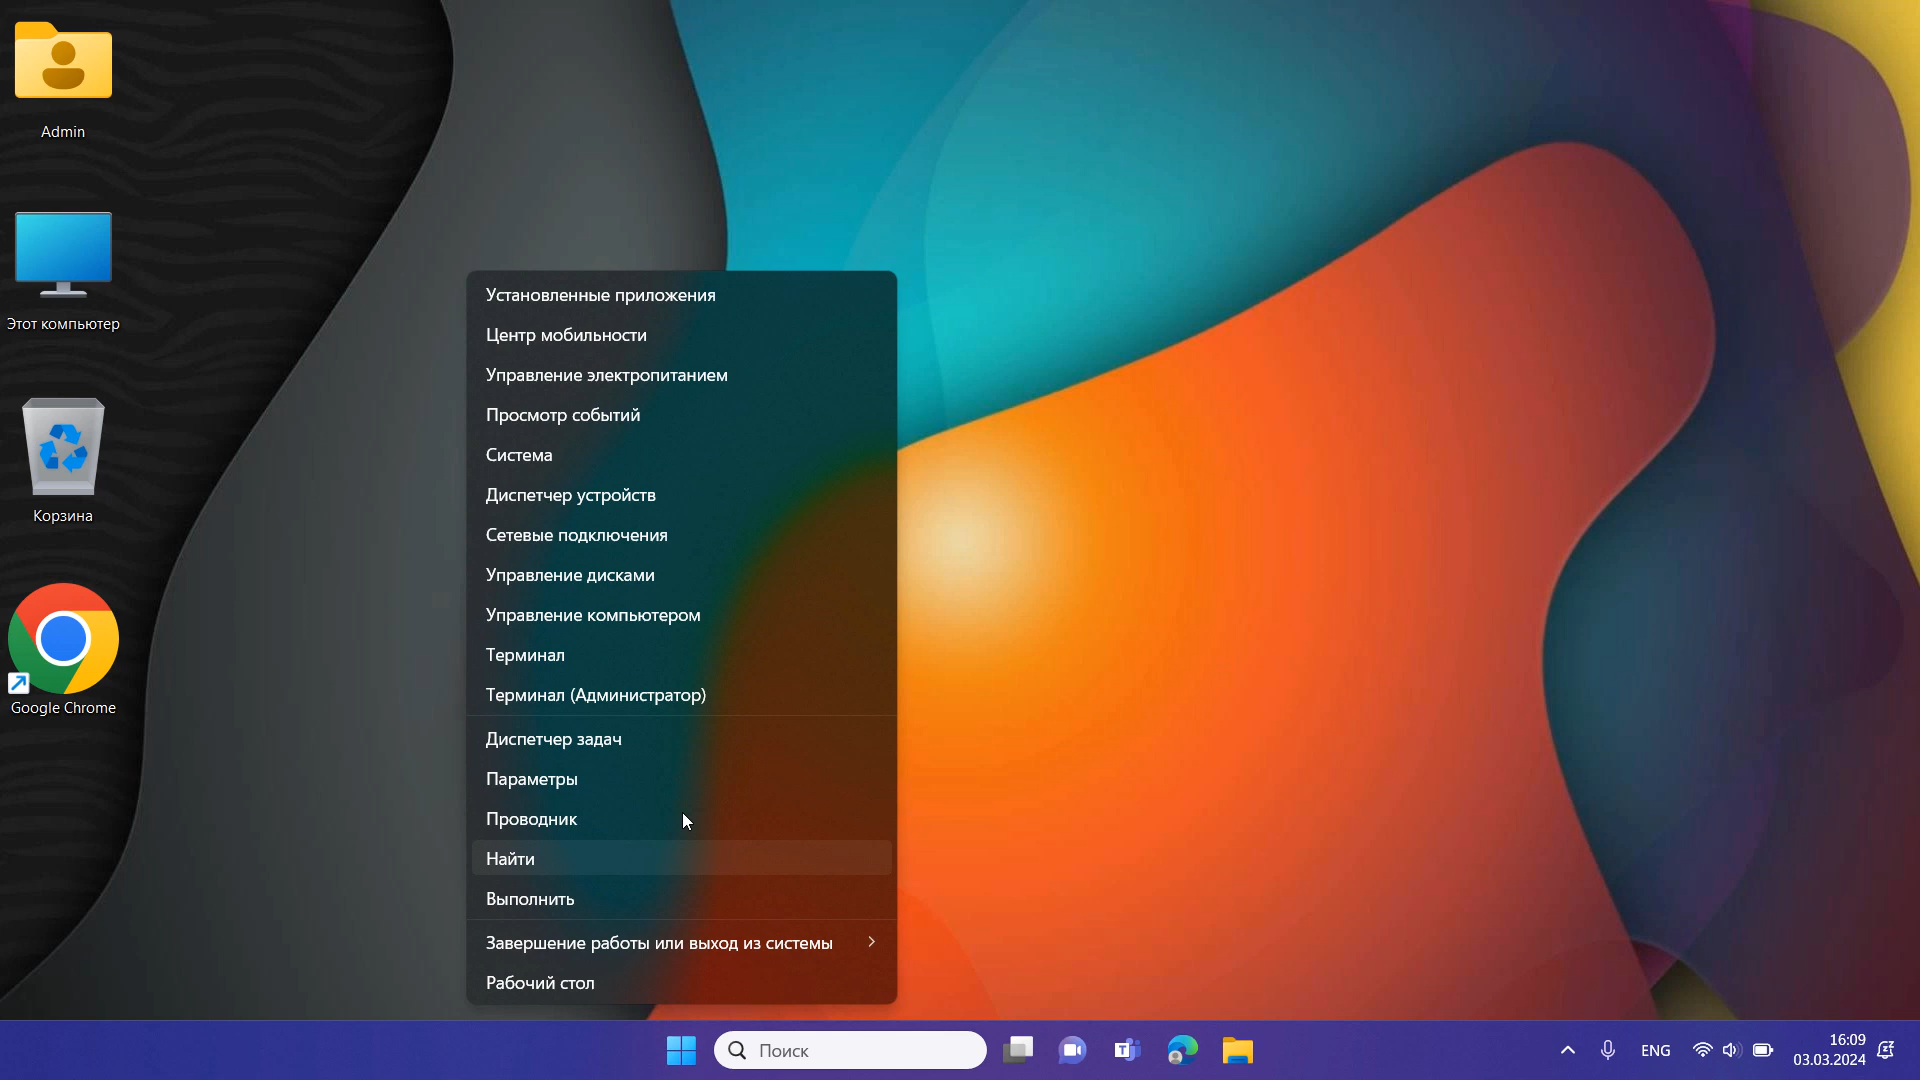 Admin
Этот компьютер
Корзина
Google Chrome
Установленные приложения
Центр мобильности
Управление электропитанием
Просмотр событий
Система
Диспетчер устройств
Сетевые подключения
Управление дисками
Управление компьютером
Терминал
Терминал (Администратор)
Диспетчер задач
Параметры
Проводник
Найти
Выполнить
Завершение работы или выход из системы
Рабочий стол
Поиск
ENG
16:09
03.03.2024